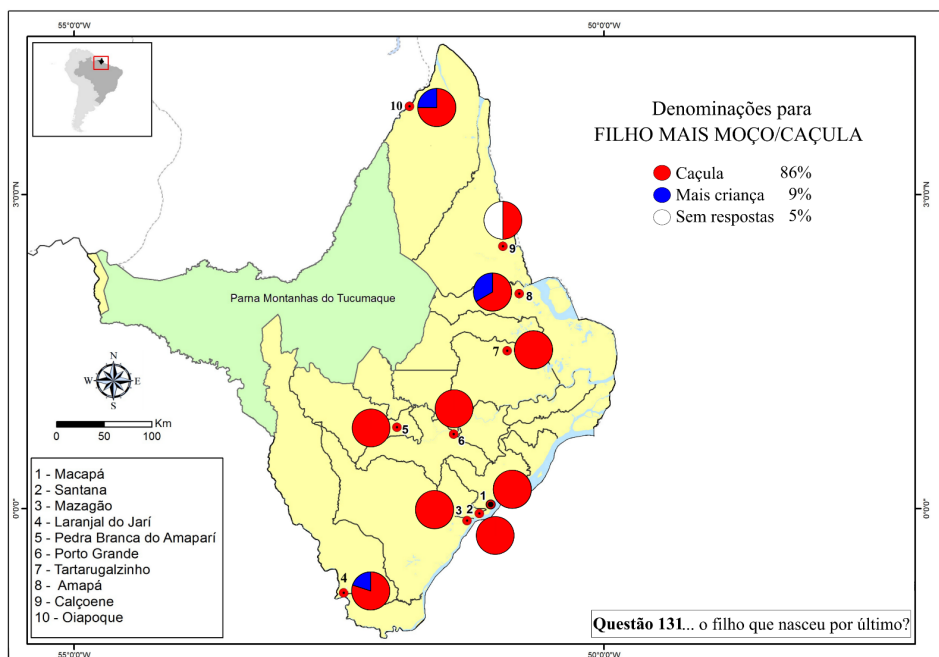 55°0'0"W
50°0'0"W
Denominações para
FILHO MAIS MOÇO/CAÇULA
Caçula 86%
Mais criança 9%
Sem respostas 5%
3°0'0"N
3°0'0"N
10
9
8
Parna Montanhas do Tucumaque
7
N
W E
S
Km
0 50 100
5
6
1
2
3
4
0°0'0"
0°0'0"
1 - Macapá
2 - Santana
3 - Mazagão
4 - Laranjal do Jarí
5 - Pedra Branca do Amaparí
6 - Porto Grande
7 - Tartarugalzinho
8 - Amapá
9 - Calçoene
10 - Oiapoque
Questão 131... o filho que nasceu por último?
55°0'0"W
50°0'0"W